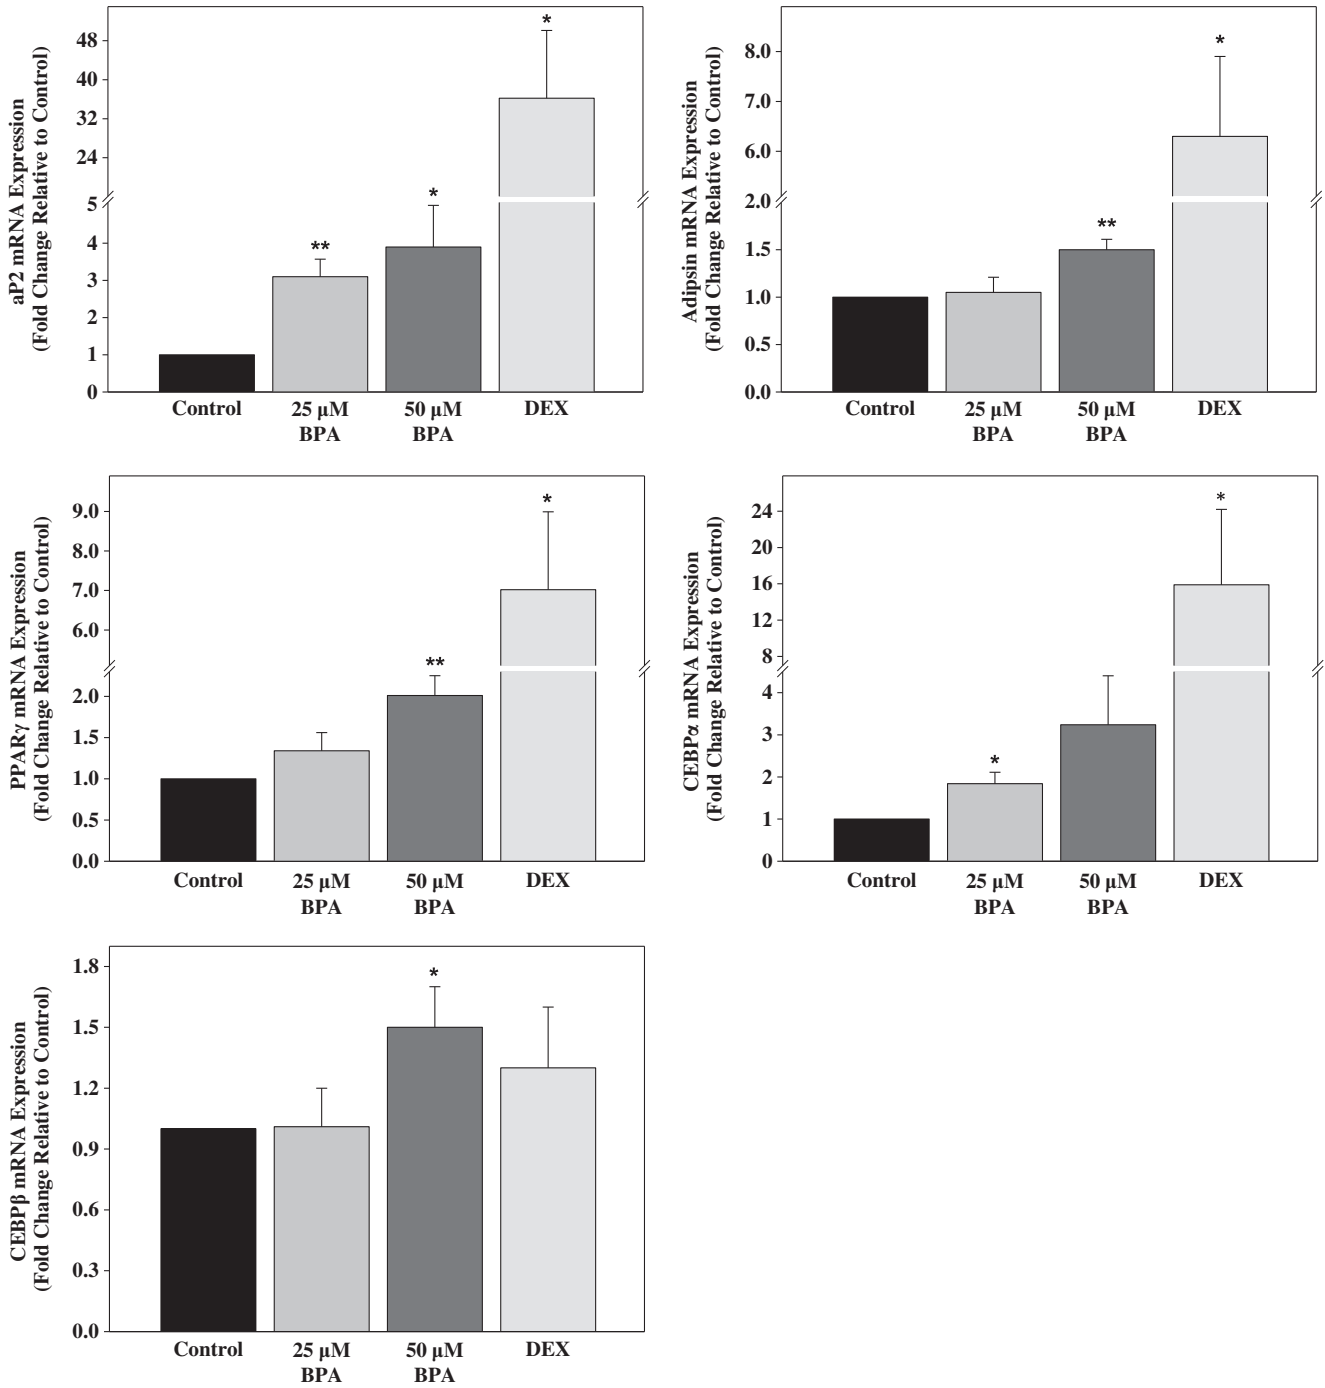 aP2 mRNA Expression
(Fold Change Relative to Control)
48
40
32
24
5
4
3
2
1
0
*
**
*
Control
25 µM
BPA
50 µM
BPA
DEX
Adipsin mRNA Expression
(Fold Change Relative to Control)
8.0
7.0
6.0
2.0
1.5
1.0
0.5
0.0
*
**
Control
25 µM
BPA
50 µM
BPA
DEX
PPARγ mRNA Expression
(Fold Change Relative to Control)
9.0
8.0
7.0
6.0
2.0
1.5
1.0
0.5
0.0
*
**
Control
25 µM
BPA
50 µM
BPA
DEX
CEBPα mRNA Expression
(Fold Change Relative to Control)
24
20
16
12
8
4
3
2
1
0
*
*
Control
25 µM
BPA
50 µM
BPA
DEX
CEBPβ mRNA Expression
(Fold Change Relative to Control)
1.8
1.5
1.2
0.9
0.6
0.3
0.0
*
Control
25 µM
BPA
50 µM
BPA
DEX